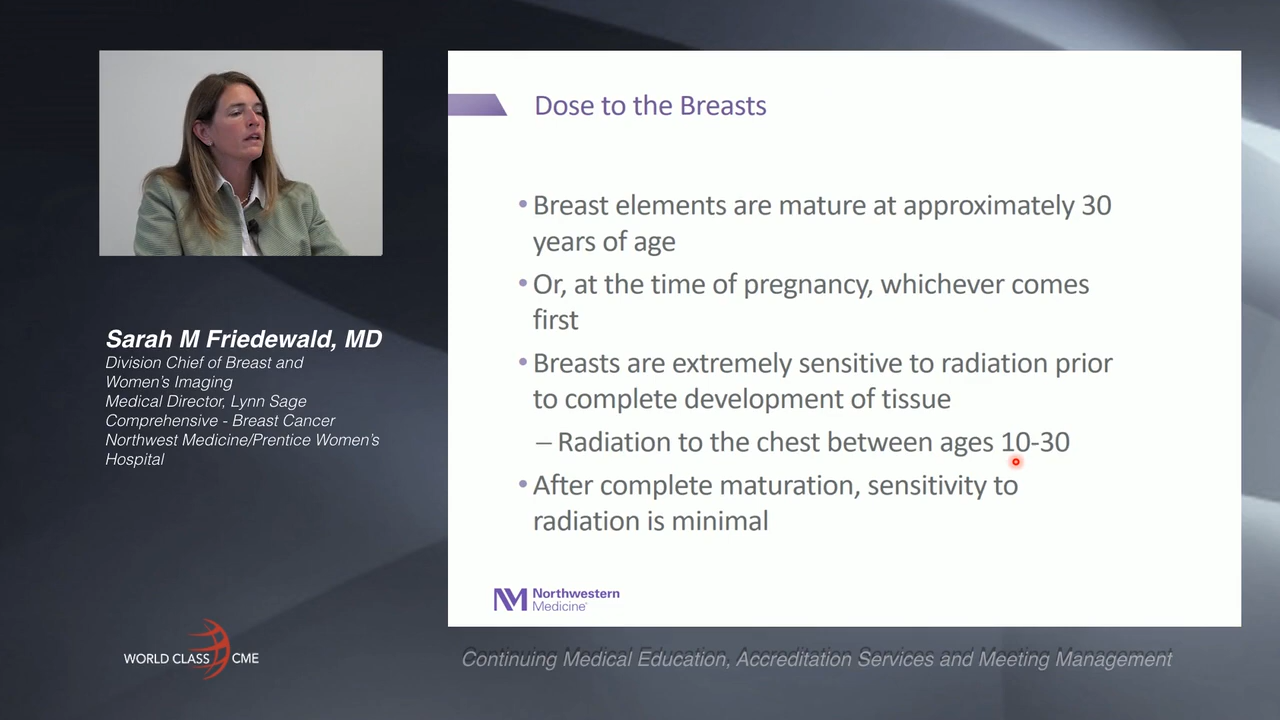 Dose to the Breasts
• Breast elements are mature at approximately 30
years of age
• Or, at the time of pregnancy, whichever comes
first
• Breasts are extremely sensitive to radiation prior
to complete development of tissue
– Radiation to the chest between ages 10-30
• After complete maturation, sensitivity to
radiation is minimal
Northwestern
Medicine®
Sarah M Friedewald, MD
Division Chief of Breast and
Women's Imaging
Medical Director, Lynn Sage
Comprehensive - Breast Cancer
Northwest Medicine/Prentice Women's
Hospital
WORLD CLASS CME
Continuing Medical Education, Accreditation Services and Meeting Management